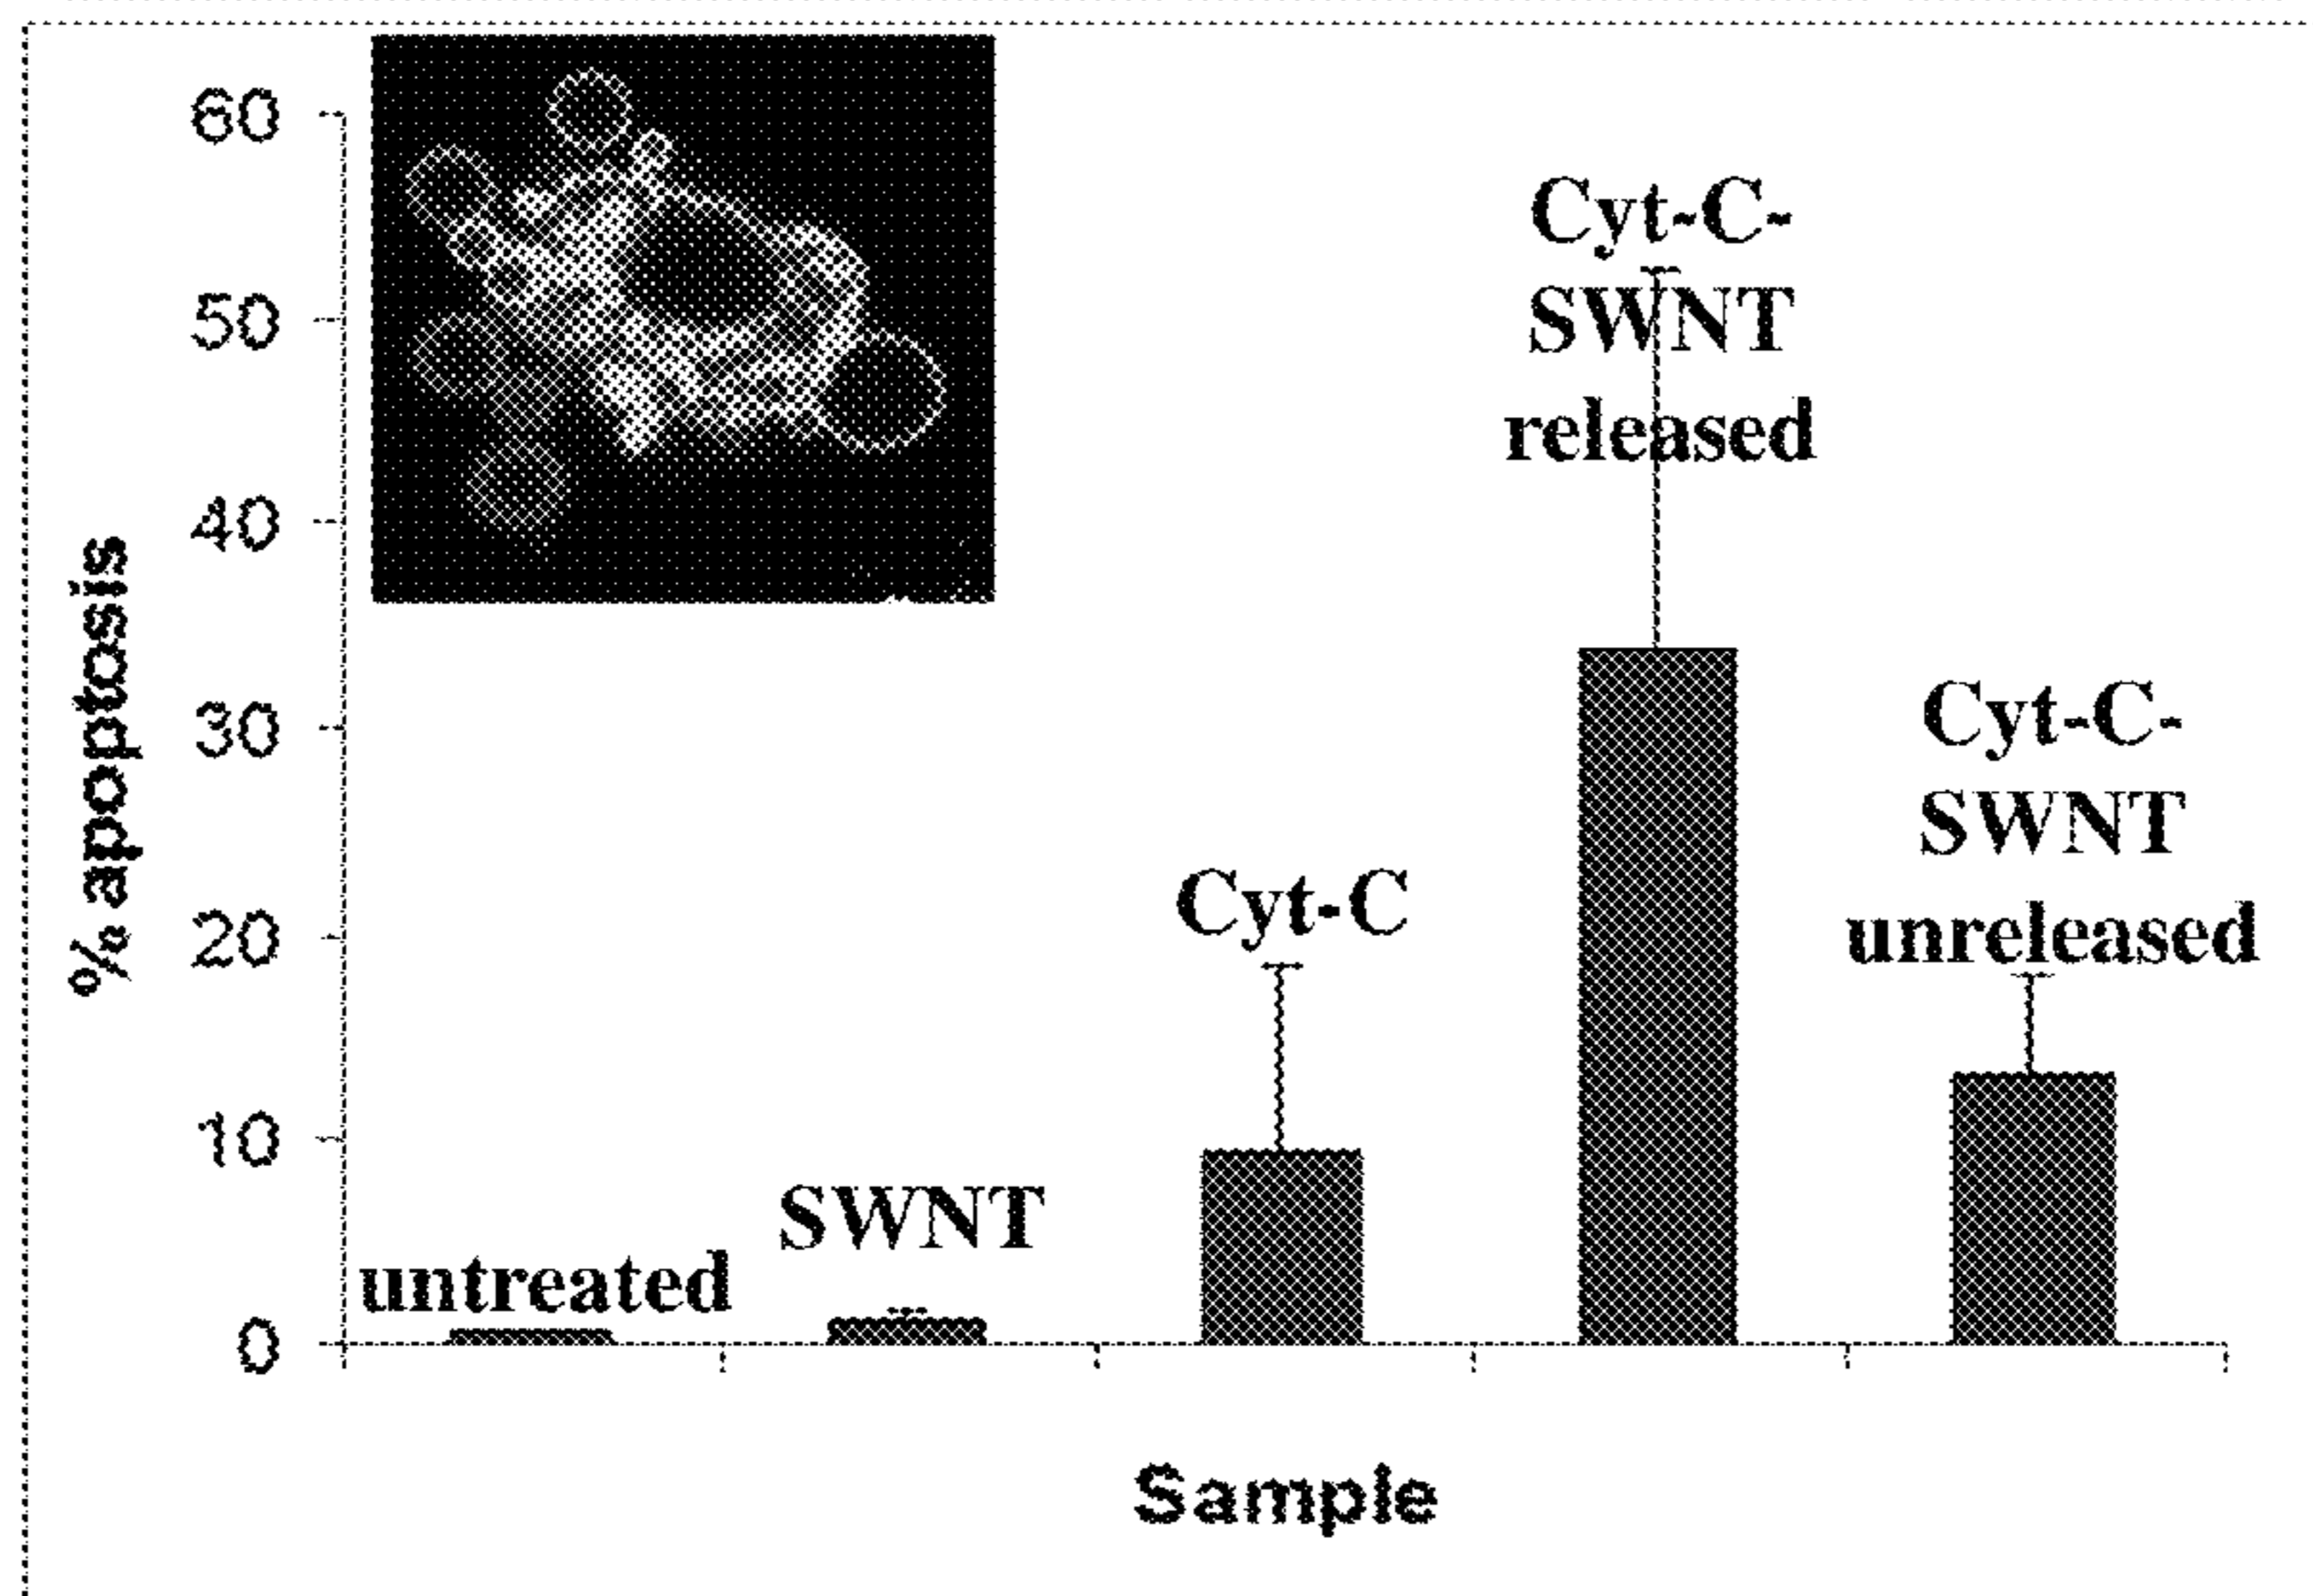 60
50
40
30
20
10
0
% apoptosis
untreated
SWNT
Cyt-C
Cyt-C-
SWNT
released
Cyt-C-
SWNT
unreleased
Sample